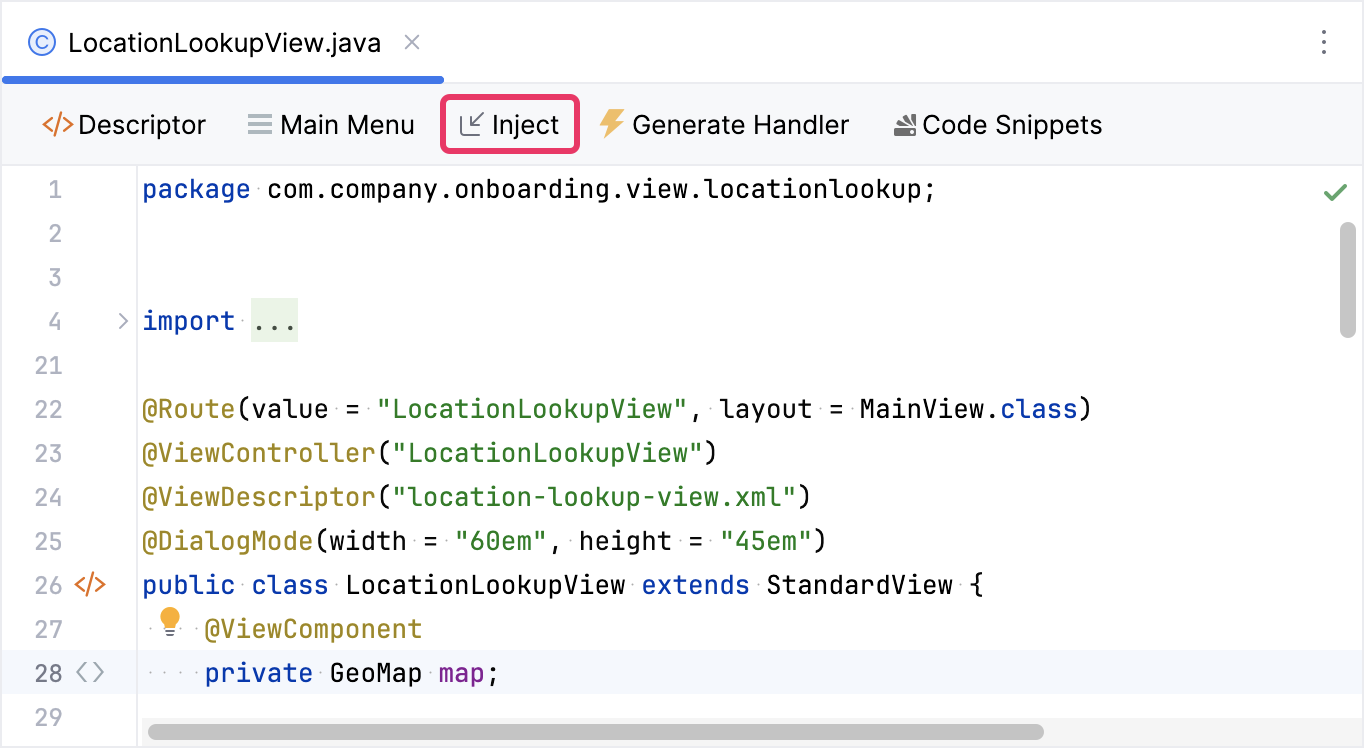 LocationLookupView.java
Descriptor Main Menu Inject Generate Handler Code Snippets
1 package com.company.onboarding.view.locationlookup;
2
3
4 import ...
21
22 @Route(value = "LocationLookupView", layout = MainView.class)
23 @ViewController("LocationLookupView")
24 @ViewDescriptor("location-lookup-view.xml")
25 @DialogMode(width = "60em", height = "45em")
26 public class LocationLookupView extends StandardView {
27 @ViewComponent
28 private GeoMap map;
29